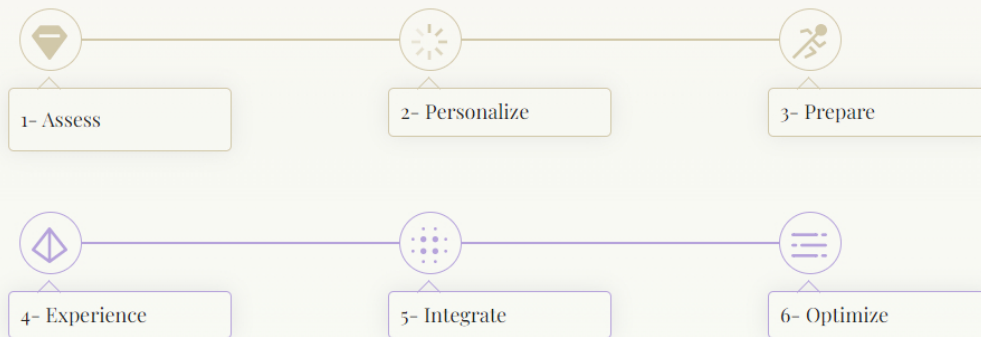 1- Assess
2- Personalize
3- Prepare
4- Experience
5- Integrate
6- Optimize